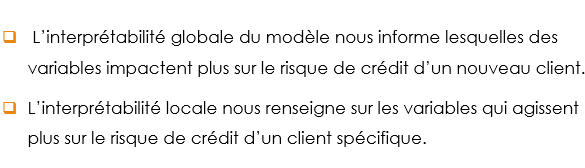 L'interprétabilité globale du modèle nous informe lesquelles des
variables impactent plus sur le risque de crédit d'un nouveau client.
L'interprétabilité locale nous renseigne sur les variables qui agissent
plus sur le risque de crédit d'un client spécifique.